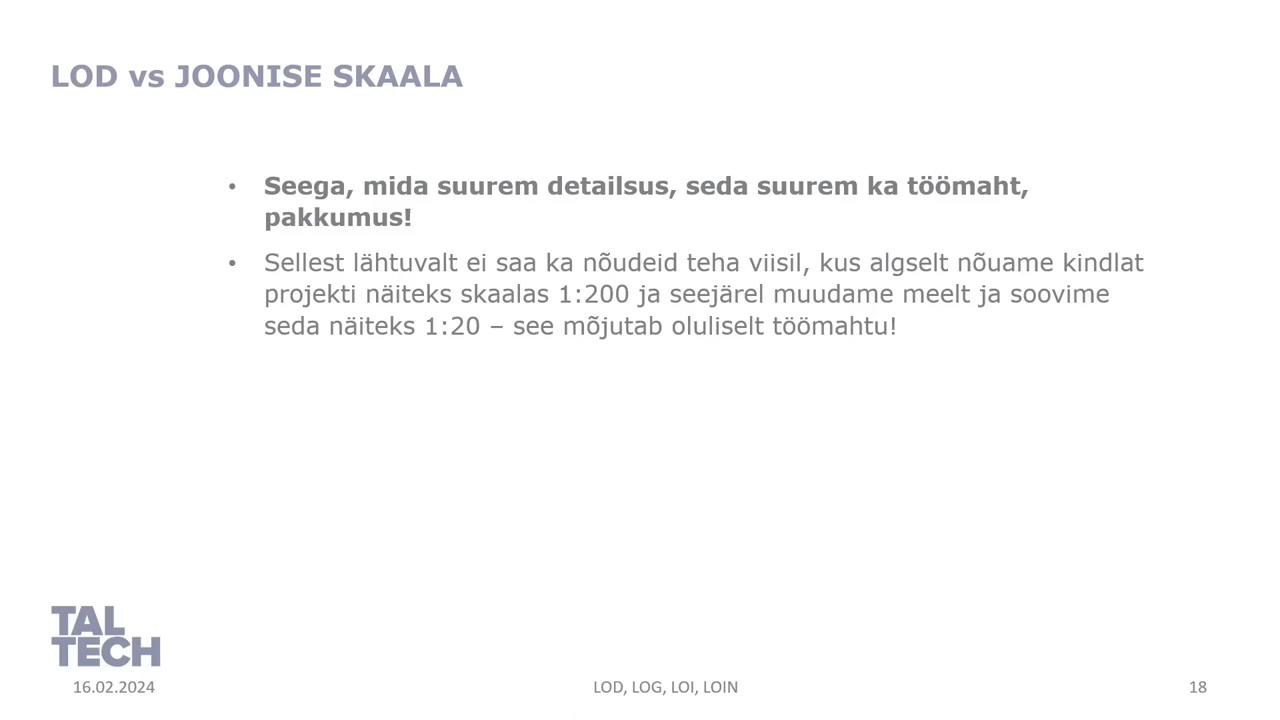 LOD vs JOONISE SKAALA
• Seega, mida suurem detailsus, seda suurem ka töömaht,
pakkumus!
• Sellest lähtuvalt ei saa ka nõudeid teha viisil, kus algselt nõuame kindlat
projekti näiteks skaalas 1:200 ja seejärel muudame meelt ja soovime
seda näiteks 1:20 – see mõjutab oluliselt töömahtu!
TAL
TECH
16.02.2024
LOD, LOG, LOI, LOIN
18